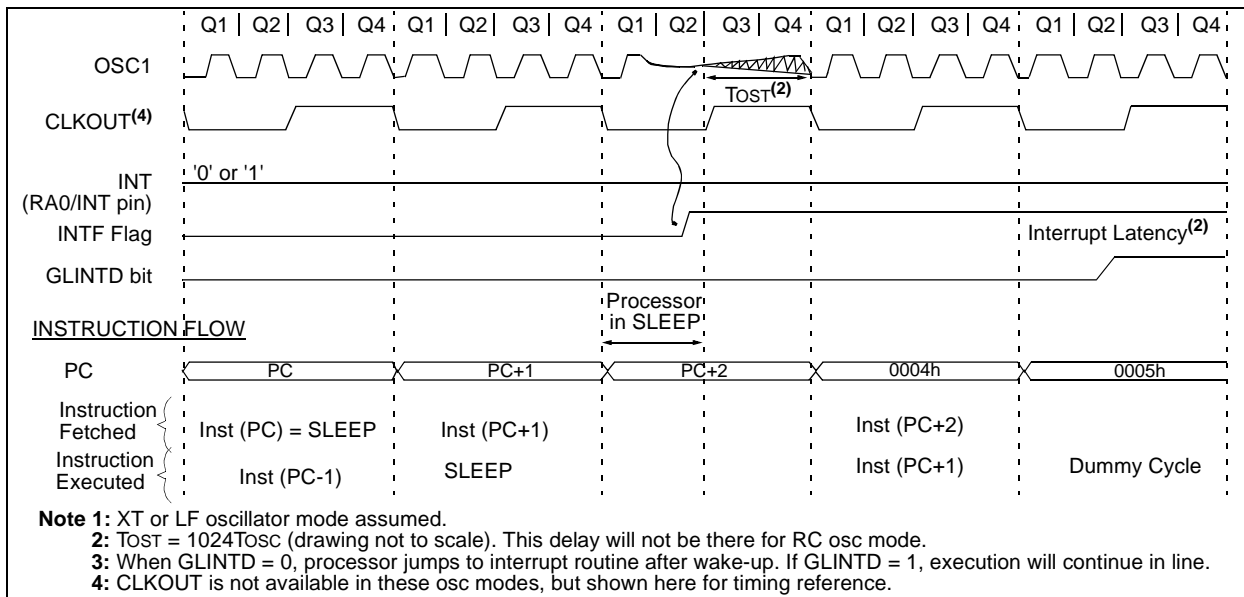 Q1 | Q2 | Q3 | Q4 | Q1 | Q2 | Q3 | Q4 | Q1 | Q2 | Q3 | Q4 | Q1 | Q2 | Q3 | Q4 | Q1 | Q2 | Q3 | Q4
OSC1
TOST(2)
CLKOUT(4)
'0' or '1'
INT
(RA0/INT pin)
INTF Flag
Interrupt Latency(2)
GLINTD bit
Processor
in SLEEP
INSTRUCTION FLOW
PC PC PC+1 PC+2 0004h 0005h
Instruction
Fetched
Inst (PC) = SLEEP Inst (PC+1) Inst (PC+2)
Instruction
Executed
Inst (PC-1) SLEEP Inst (PC+1) Dummy Cycle
Note 1: XT or LF oscillator mode assumed.
2: TOST = 1024TOSC (drawing not to scale). This delay will not be there for RC osc mode.
3: When GLINTD = 0, processor jumps to interrupt routine after wake-up. If GLINTD = 1, execution will continue in line.
4: CLKOUT is not available in these osc modes, but shown here for timing reference.